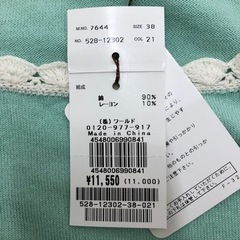 M.NO. 7644 SIZE 38
NO. 528-12302 COL 21
組成
綿 90%
レーヨン 10%
(株)ワールド
0120-977-917
Made in China
4548006990841
4548006990841
¥11,550 (11,000)
528-12302-38-021